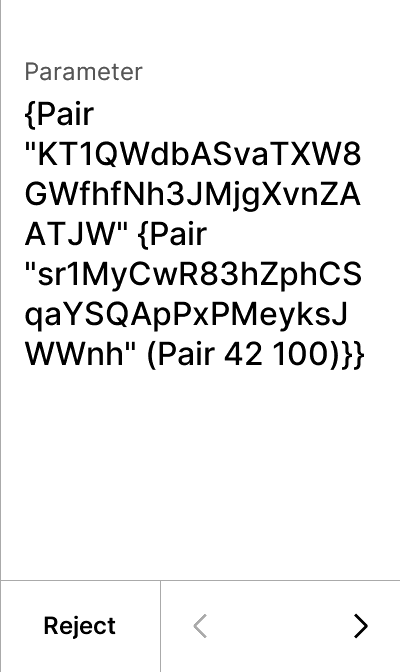 Parameter
{Pair
"KT1QWdbASvaTXW8
GWfhfNh3JMjgXvnZA
ATJW" {Pair
"sr1MyCwR83hZphCS
qaYSQApPxPMeyksJ
WWnh" (Pair 42 100)}}
Reject